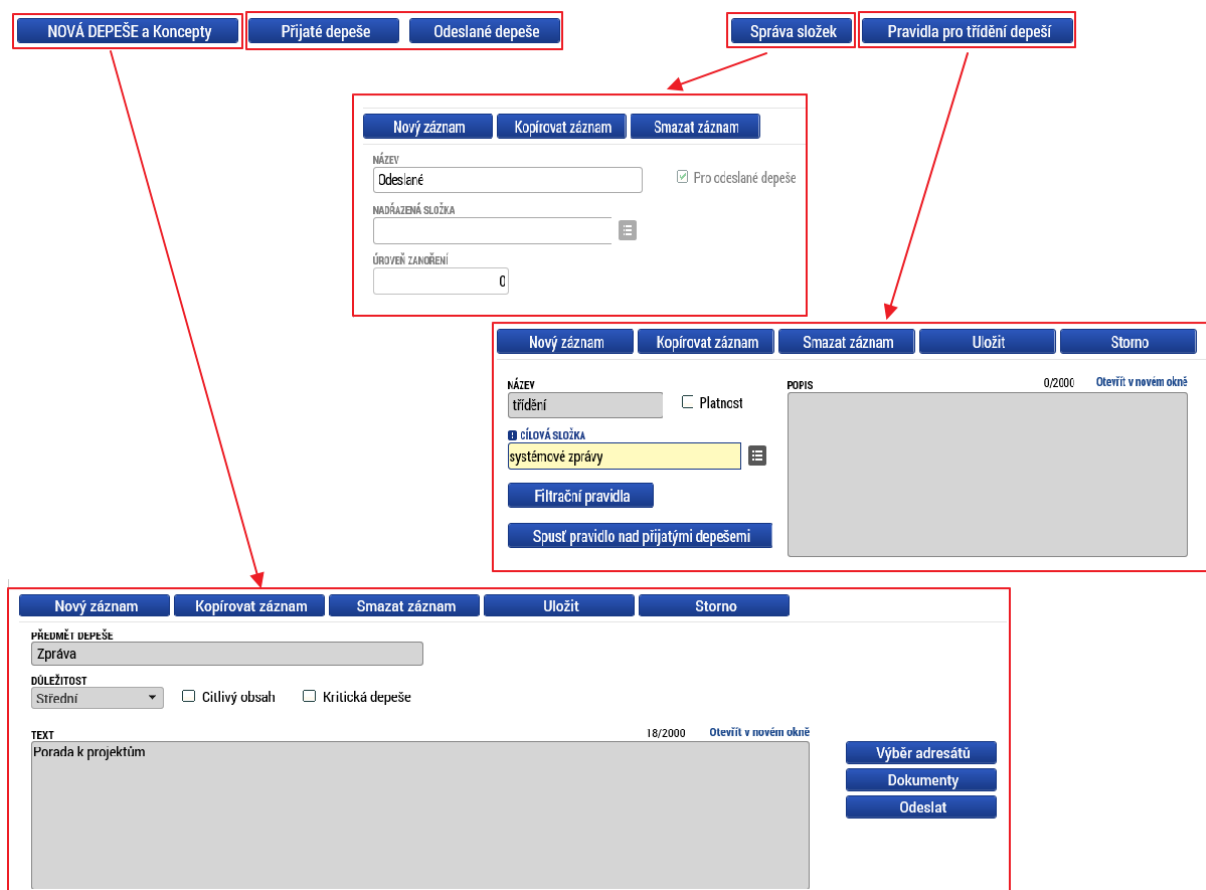 NOVÁ DEPEŠE a Koncepty Přijaté depeše Odeslané depeše Správa složek Pravidla pro třídění depeší
Nový záznam Kopírovat záznam Smazat záznam
NÁZEV
Odeslané Pro odeslané depeše
NADŘAZENÁ SLOŽKA
ÚROVEŇ ZANOŘENÍ
0
Nový záznam Kopírovat záznam Smazat záznam Uložit Storno
NÁZEV POPIS 0/2000 Otevřít v novém okně
třídění Platnost
CÍLOVÁ SLOŽKA
systémové zprávy
Filtrační pravidla
Spusť pravidlo nad přijatými depešemi
Nový záznam Kopírovat záznam Smazat záznam Uložit Storno
PŘEDMĚT DEPEŠE
Zpráva
DŮLEŽITOST
Střední Citlivý obsah Kritická depeše
TEXT 18/2000 Otevřít v novém okně
Porada k projektům
Výběr adresátů
Dokumenty
Odeslat